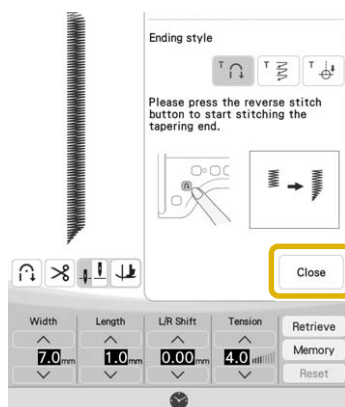 Ending style
T T T
Please press the reverse stitch
button to start stitching the
tapering end.
Close
Width Length L/R Shift Tension Retrieve
7.0mm 1.0mm 0.00mm 4.0 Memory
Reset